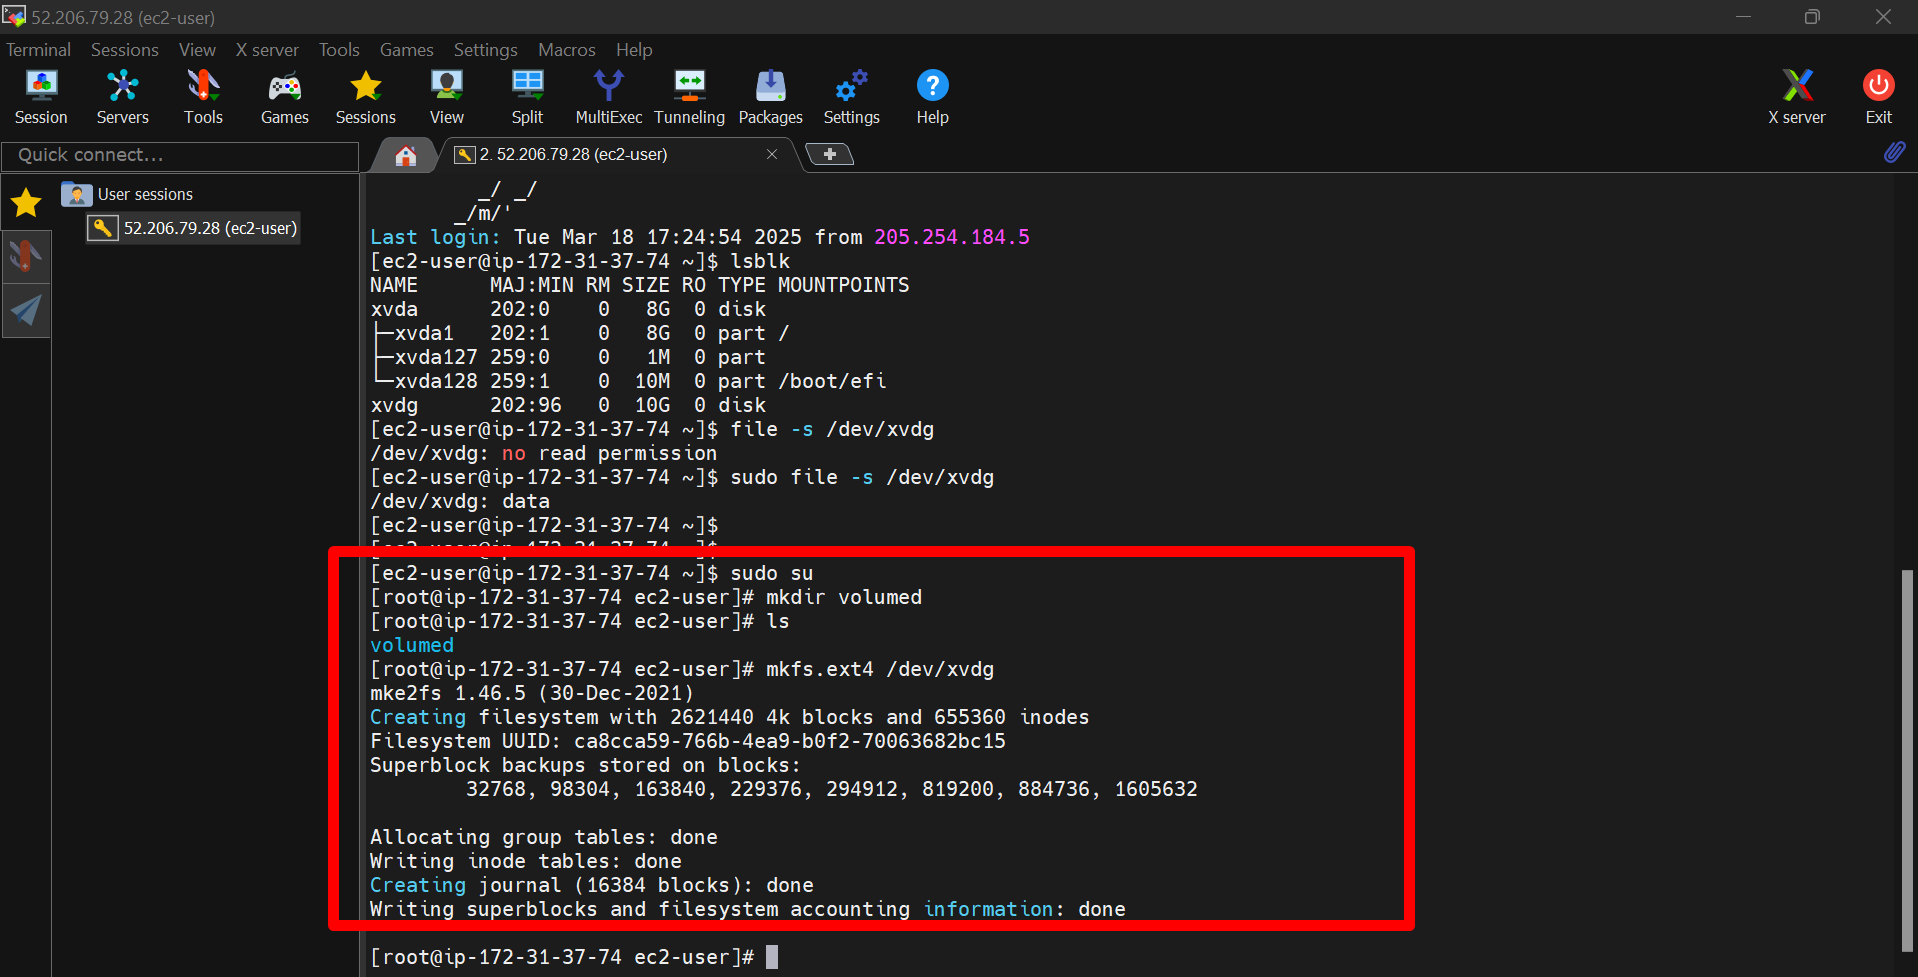 52.206.79.28 (ec2-user)
Terminal Sessions View X server Tools Games Settings Macros Help
Session Servers Tools Games Sessions View Split MultiExec Tunneling Packages Settings Help X server Exit
Quick connect...
2. 52.206.79.28 (ec2-user)
User sessions
52.206.79.28 (ec2-user)
_/ _/
_/m/'
Last login: Tue Mar 18 17:24:54 2025 from 205.254.184.5
[ec2-user@ip-172-31-37-74 ~]$ lsblk
NAME      MAJ:MIN RM SIZE RO TYPE MOUNTPOINTS
xvda      202:0    0   8G  0 disk
├─xvda1   202:1    0   8G  0 part /
├─xvda127 259:0    0   1M  0 part
└─xvda128 259:1    0  10M  0 part /boot/efi
xvdg      202:96   0  10G  0 disk
[ec2-user@ip-172-31-37-74 ~]$ file -s /dev/xvdg
/dev/xvdg: no read permission
[ec2-user@ip-172-31-37-74 ~]$ sudo file -s /dev/xvdg
/dev/xvdg: data
[ec2-user@ip-172-31-37-74 ~]$
[ec2-user@ip-172-31-37-74 ~]$
[ec2-user@ip-172-31-37-74 ~]$ sudo su
[root@ip-172-31-37-74 ec2-user]# mkdir volumed
[root@ip-172-31-37-74 ec2-user]# ls
volumed
[root@ip-172-31-37-74 ec2-user]# mkfs.ext4 /dev/xvdg
mke2fs 1.46.5 (30-Dec-2021)
Creating filesystem with 2621440 4k blocks and 655360 inodes
Filesystem UUID: ca8cca59-766b-4ea9-b0f2-70063682bc15
Superblock backups stored on blocks:
32768, 98304, 163840, 229376, 294912, 819200, 884736, 1605632
Allocating group tables: done
Writing inode tables: done
Creating journal (16384 blocks): done
Writing superblocks and filesystem accounting information: done
[root@ip-172-31-37-74 ec2-user]#